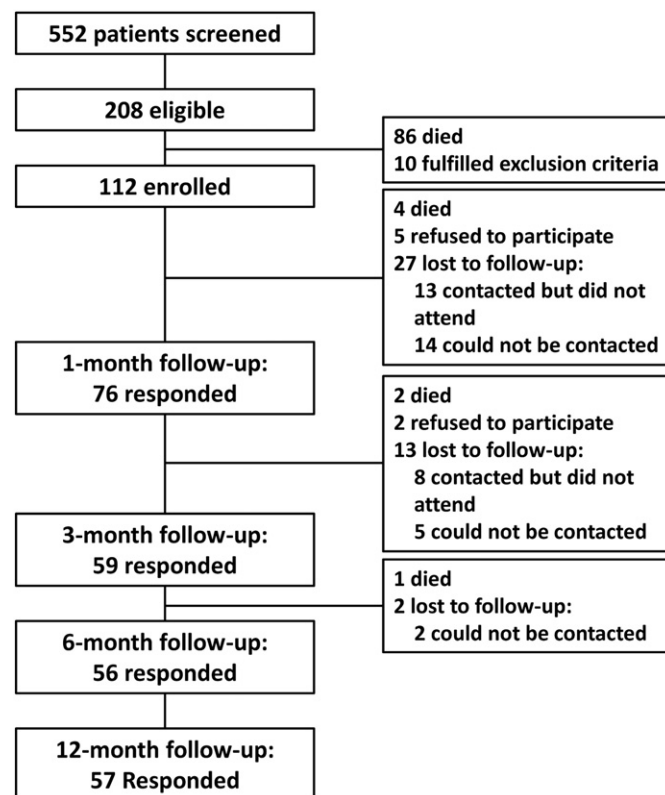 552 patients screened
208 eligible
86 died
10 fulfilled exclusion criteria
112 enrolled
4 died
5 refused to participate
27 lost to follow-up:
13 contacted but did not
attend
14 could not be contacted
1-month follow-up:
76 responded
2 died
2 refused to participate
13 lost to follow-up:
8 contacted but did not
attend
5 could not be contacted
3-month follow-up:
59 responded
1 died
2 lost to follow-up:
2 could not be contacted
6-month follow-up:
56 responded
12-month follow-up:
57 Responded